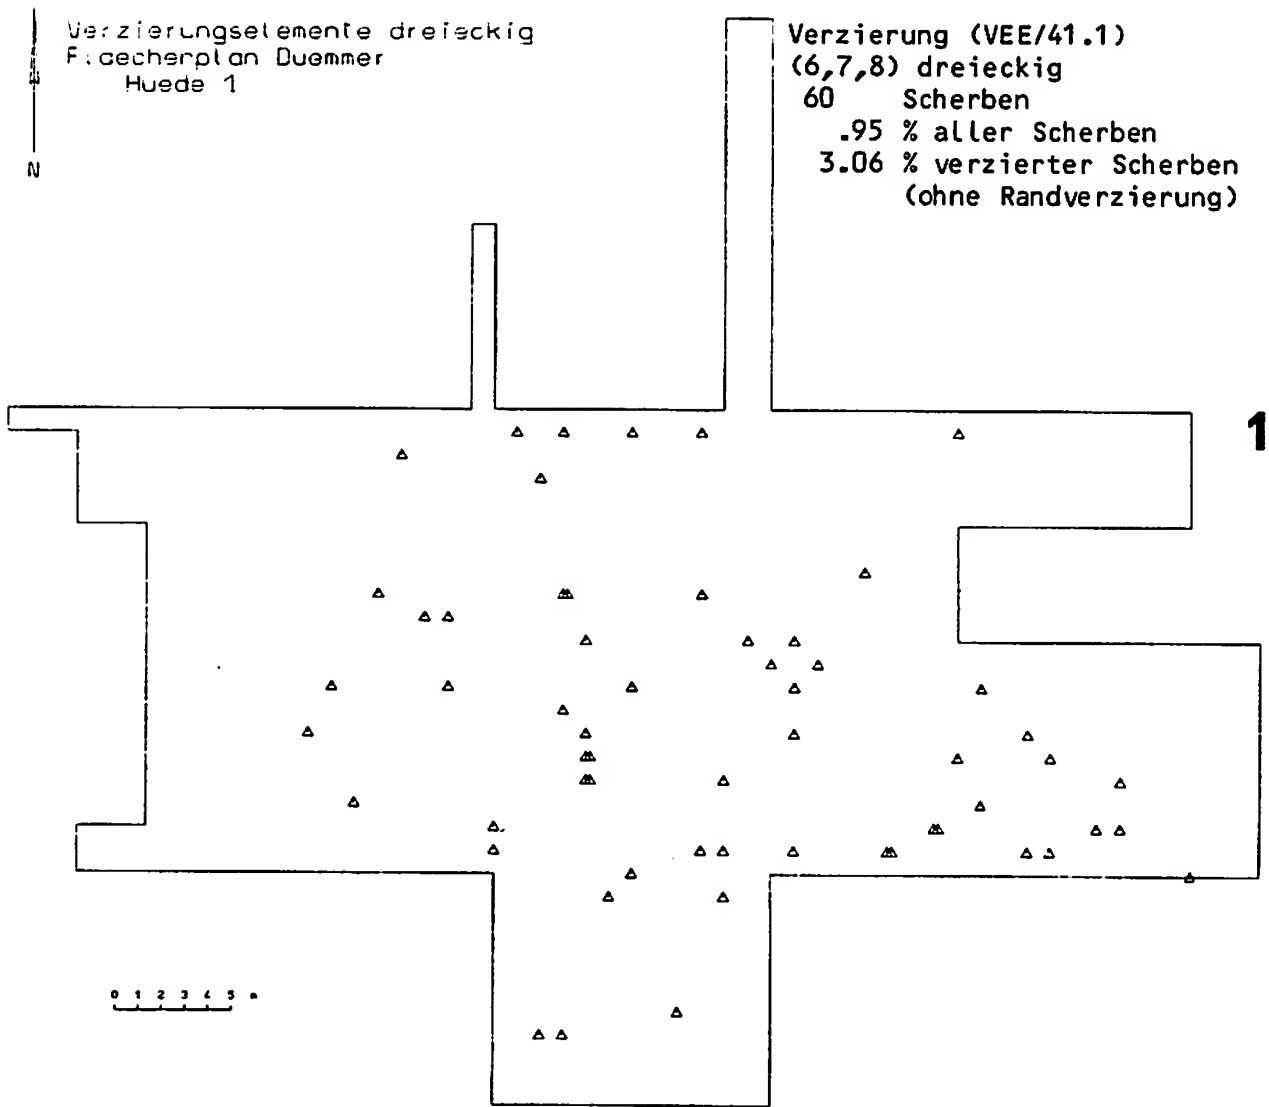 Verzierungselemente dreieckig
Flaechenplan Duemmer
Huede 1
N
Verzierung (VEE/41.1)
(6,7,8) dreieckig
60 Scherben
.95 % aller Scherben
3.06 % verzierter Scherben
(ohne Randverzierung)
1
0 1 2 3 4 5 m